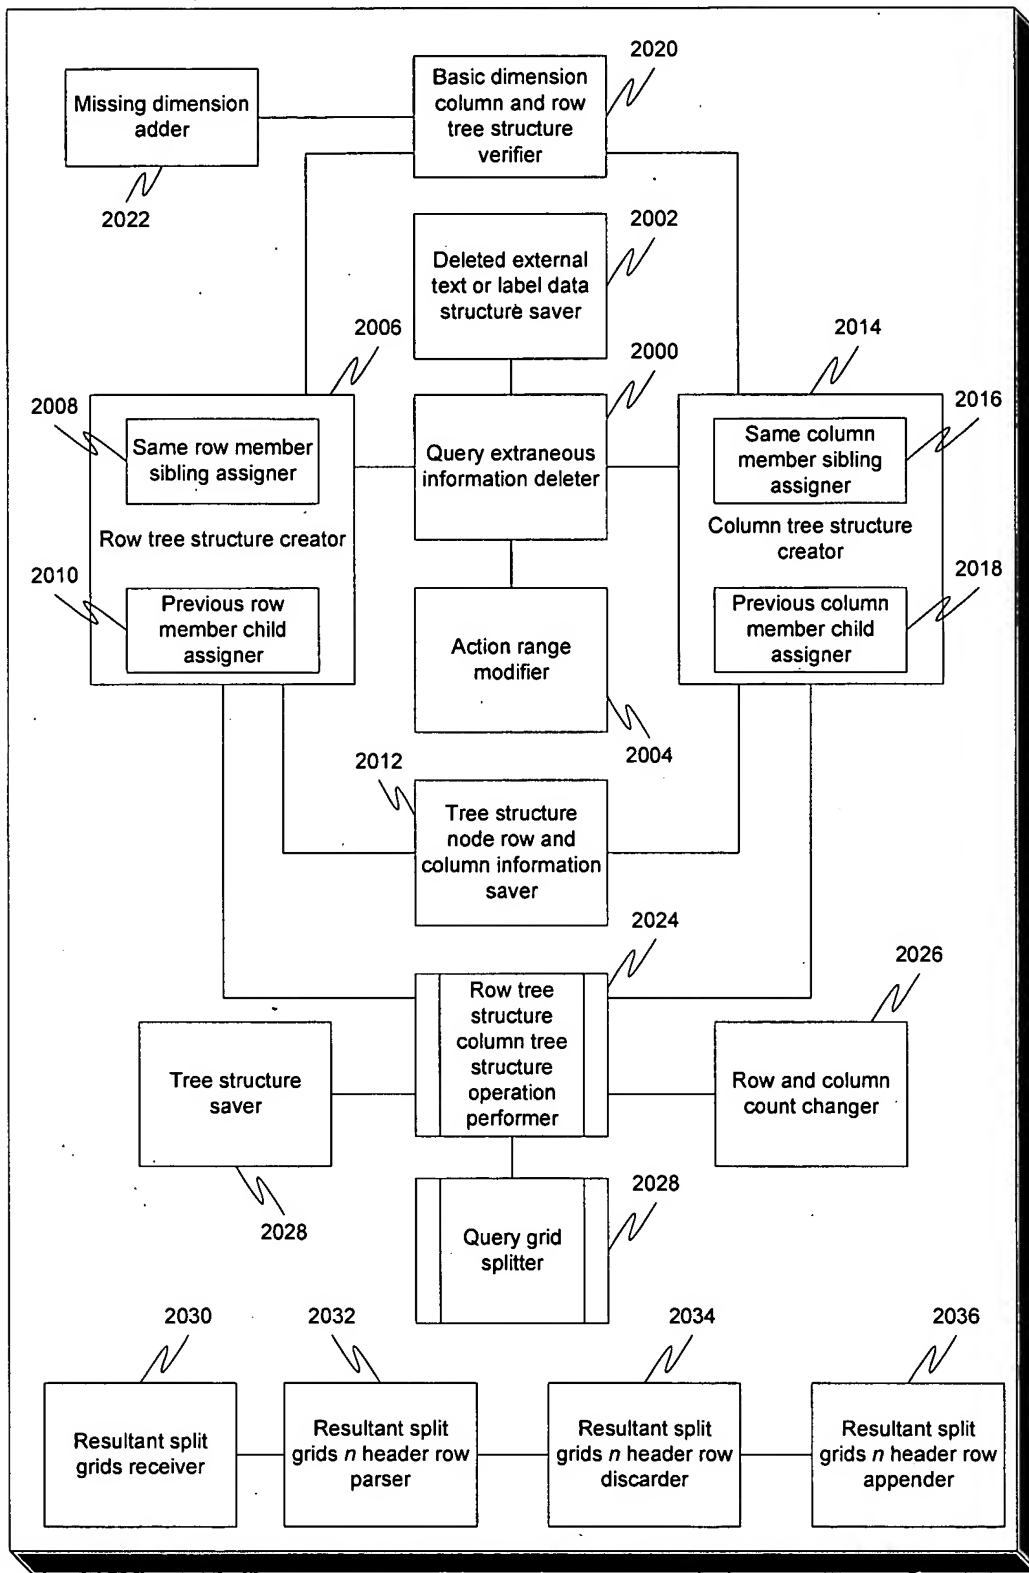 2020
Basic dimension
column and row
tree structure
verifier
Missing dimension
adder
2022
2002
Deleted external
text or label data
structure saver
2006
2000
2014
2008
Same row member
sibling assigner
Query extraneous
information deleter
Same column
member sibling
assigner
2016
Row tree structure creator
Column tree structure
creator
2010
Previous row
member child
assigner
Action range
modifier
Previous column
member child
assigner
2018
2004
2012
Tree structure
node row and
column information
saver
2024
2026
Row tree
structure
column tree
structure
operation
performer
Tree structure
saver
Row and column
count changer
2028
2028
Query grid
splitter
2030
2032
2034
2036
Resultant split
grids receiver
Resultant split
grids n header row
parser
Resultant split
grids n header row
discarder
Resultant split
grids n header row
appender